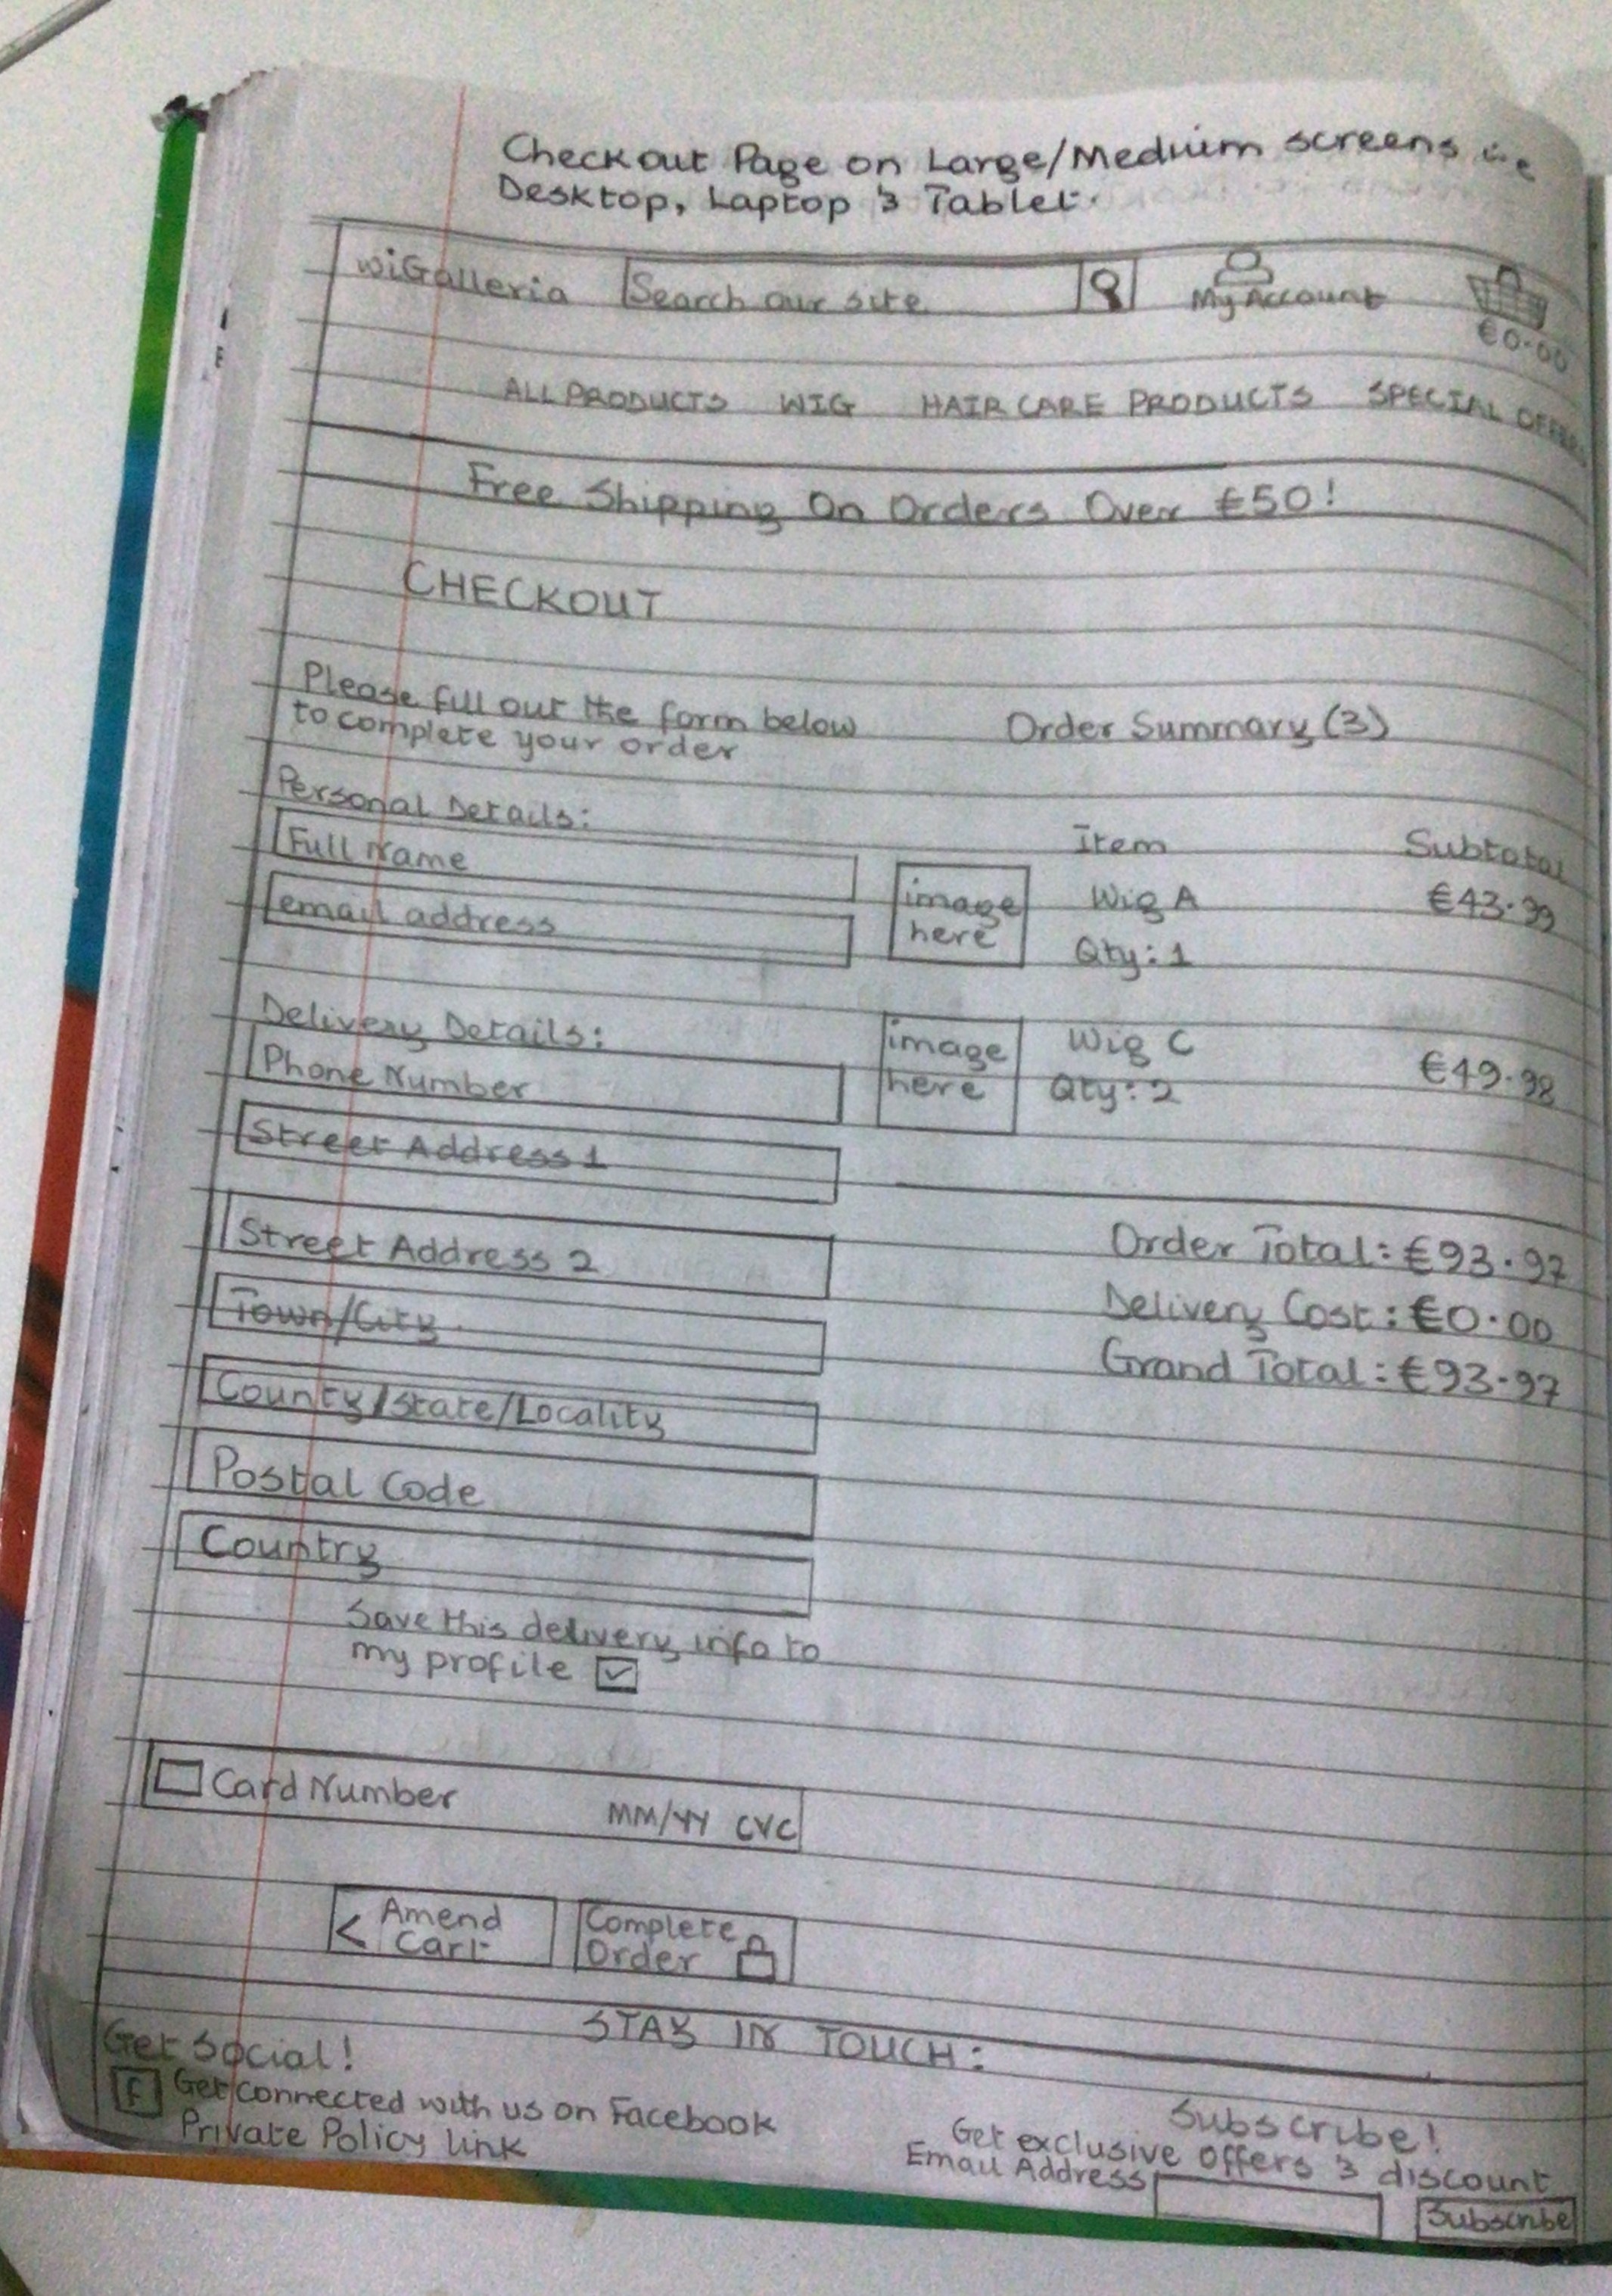 Checkout Page on Large/Medium screens i.e
Desktop, Laptop & Tablet.
wiGalleria Search our site My Account
€0.00
ALL PRODUCTS WIG HAIR CARE PRODUCTS SPECIAL OFFERS
Free Shipping On Orders Over €50!
CHECKOUT
Please fill out the form below
to complete your order
Order Summary (3)
Personal Details:
Full Name
email address
Item Subtotal
image here
Wig A €43.99
Qty: 1
Delivery Details:
Phone Number
Street Address 1
Street Address 2
Town/City
County/State/Locality
Postal Code
Country
image here
Wig C €49.98
Qty: 2
Order Total: €93.97
Delivery Cost: €0.00
Grand Total: €93.97
Save this delivery info to
my profile
Card Number MM/YY CVC
< Amend
Cart
Complete
Order
STAY IN TOUCH:
Get Social!
f Get connected with us on Facebook
Private Policy link
Subscribe!
Get exclusive offers & discount
Email Address
Subscribe